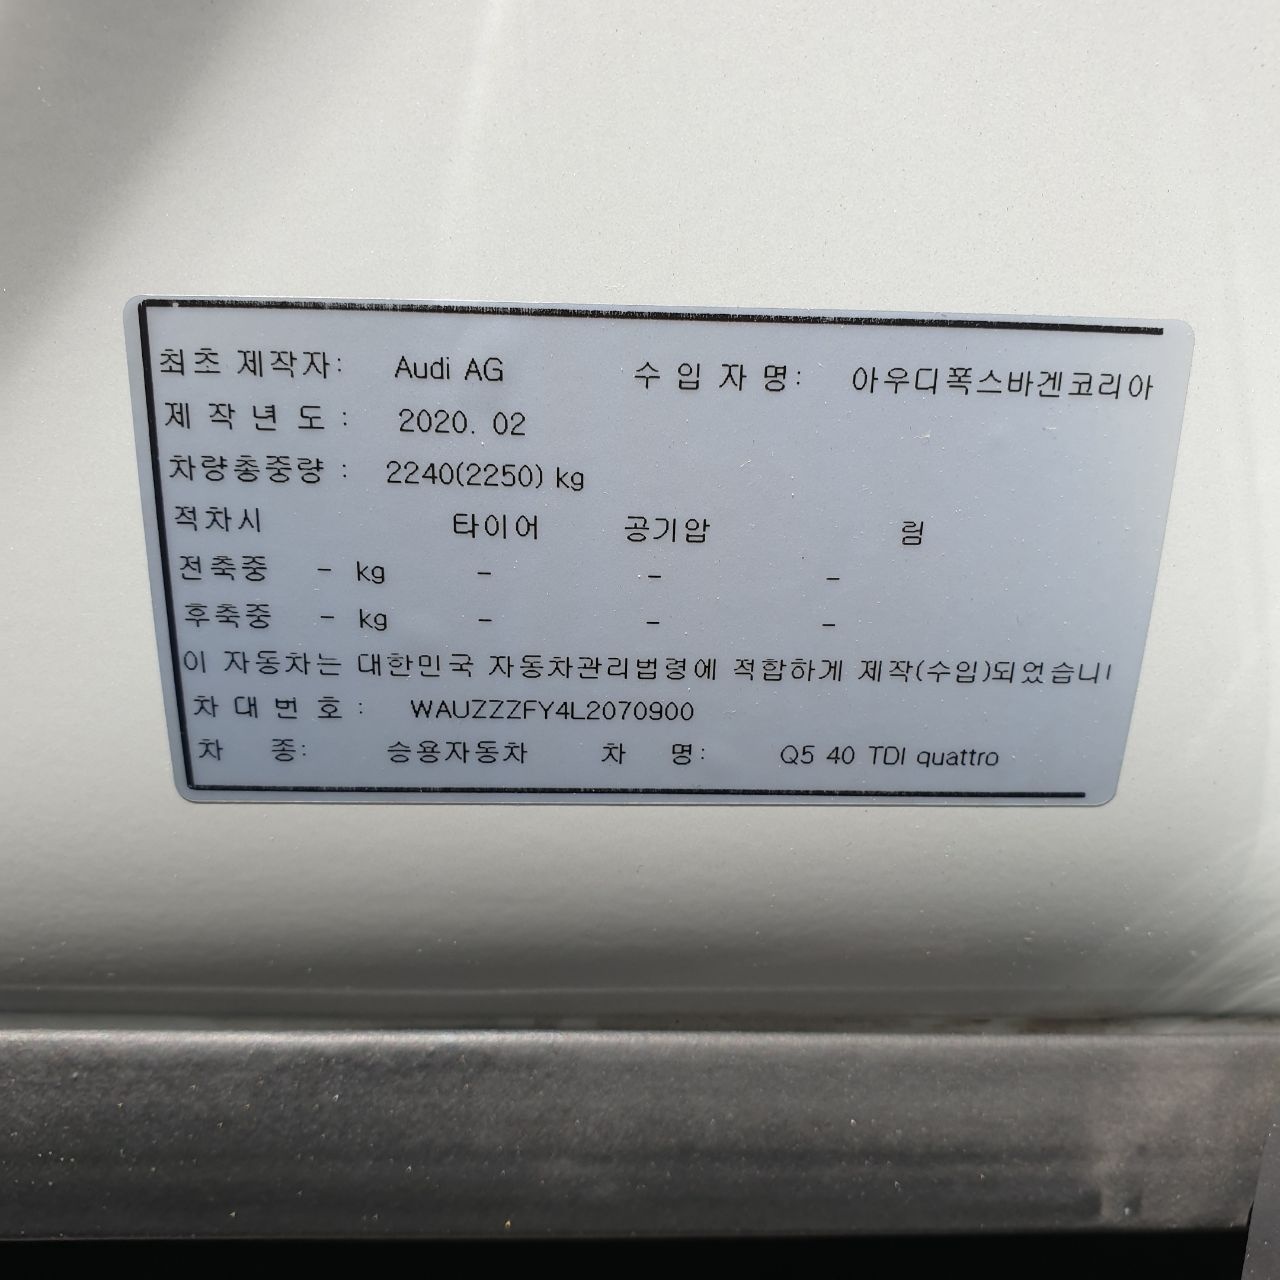 최초 제작자: Audi AG 수 입 자 명: 아우디폭스바겐코리아
제 작 년 도 : 2020. 02
차량총중량 : 2240(2250) kg
적차시 타이어 공기압 림
전축중 - kg - - -
후축중 - kg - - -
이 자동차는 대한민국 자동차관리법령에 적합하게 제작(수입)되었습니
차 대 번 호 : WAUZZZFY4L2070900
차 종: 승용자동차 차 명: Q5 40 TDI quattro